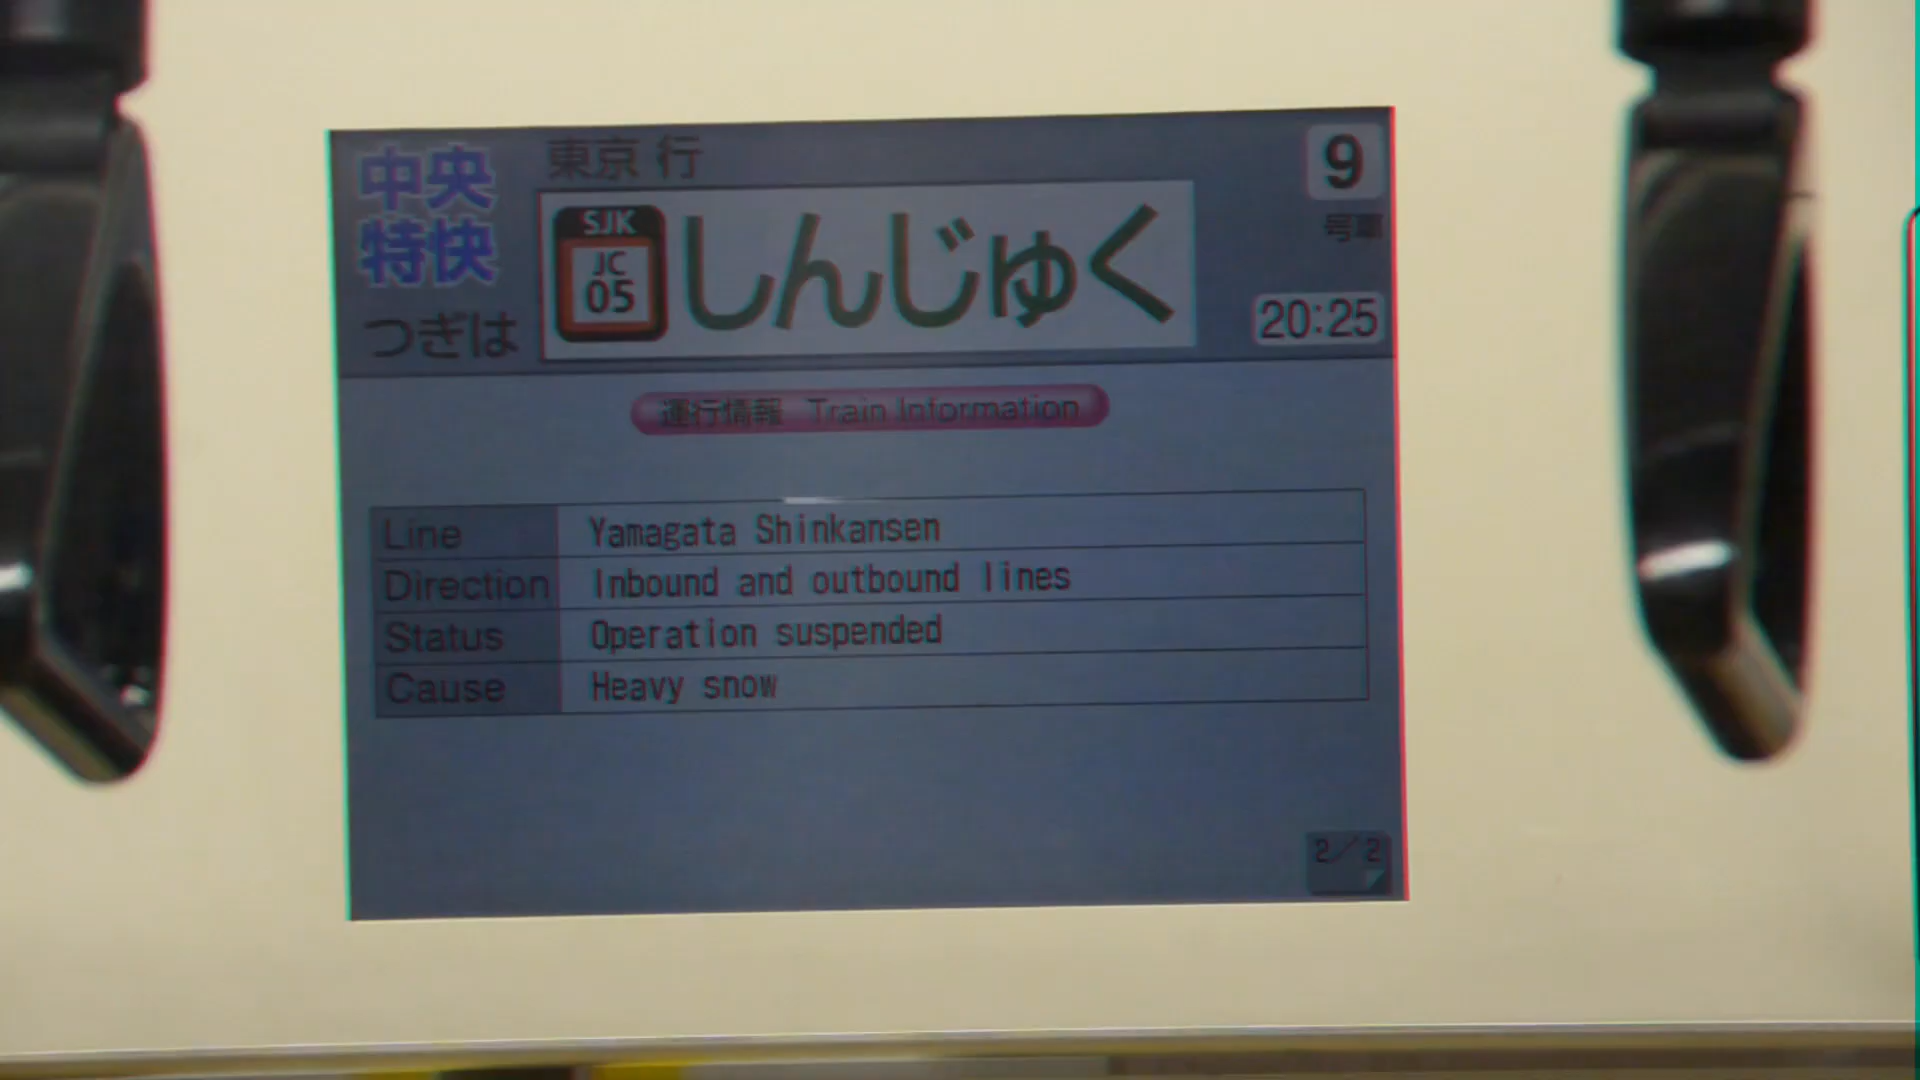 中央
特快
東京 行
9
号車
つぎは
SJK
JC
05
しんじゅく
20:25
運行情報 Train Information
Line Yamagata Shinkansen
Direction Inbound and outbound lines
Status Operation suspended
Cause Heavy snow
2/2